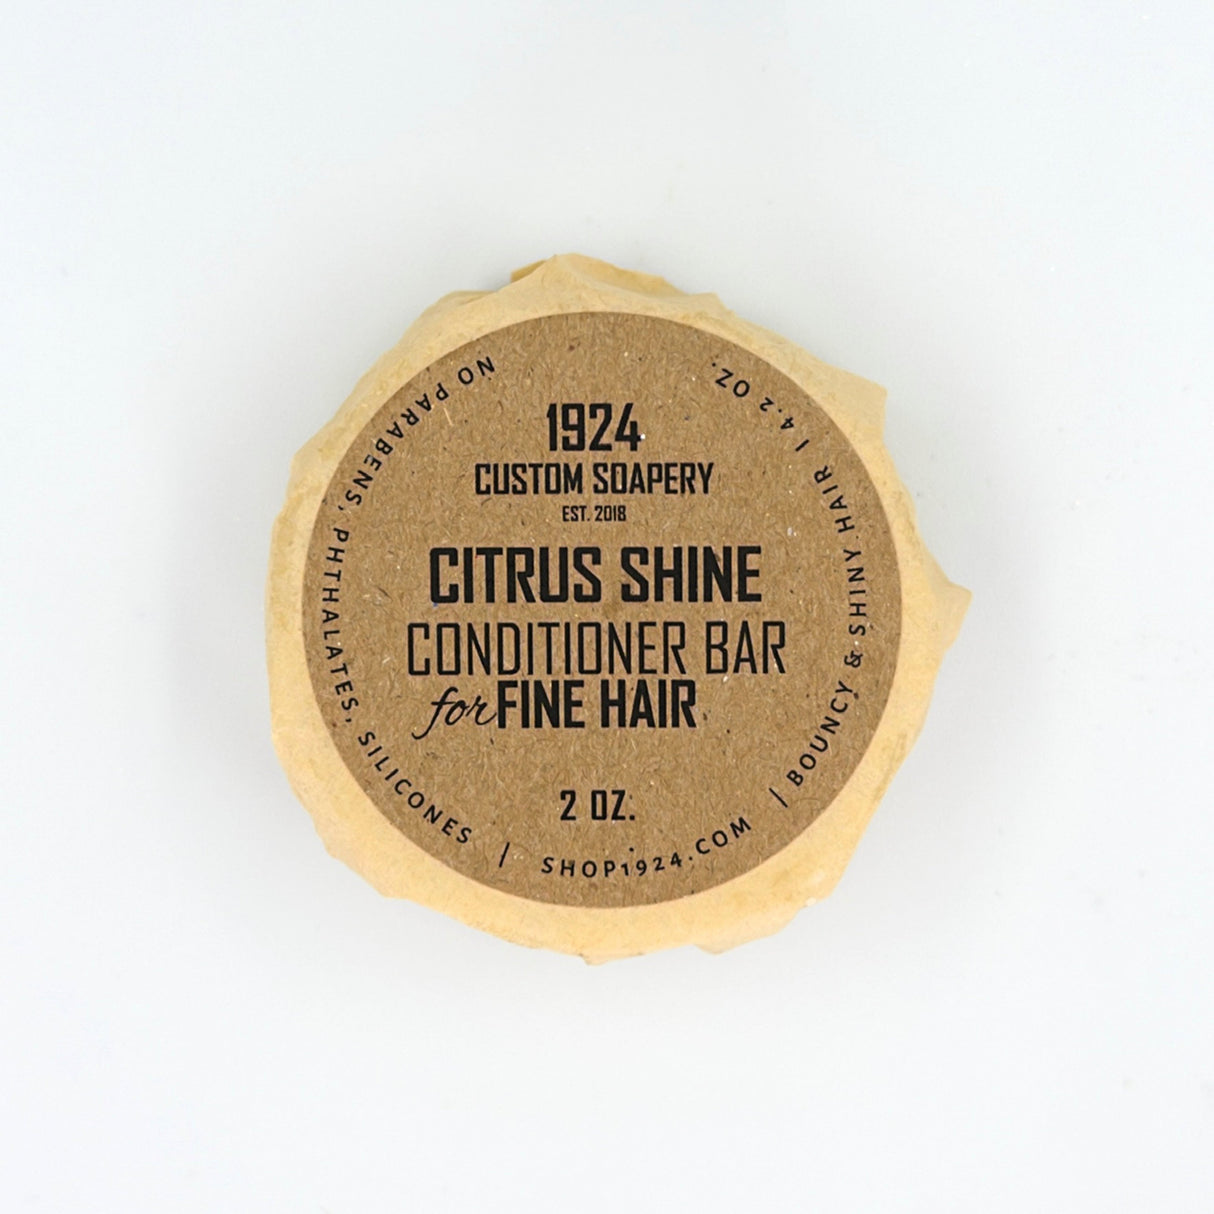 1924
CUSTOM SOAPERY
EST. 2018
CITRUS SHINE
CONDITIONER BAR
for FINE HAIR
2 OZ.
NO PARABENS, PHTHALATES, SILICONES | SHOP1924.COM | BOUNCY & SHINY HAIR | 4.2 OZ.